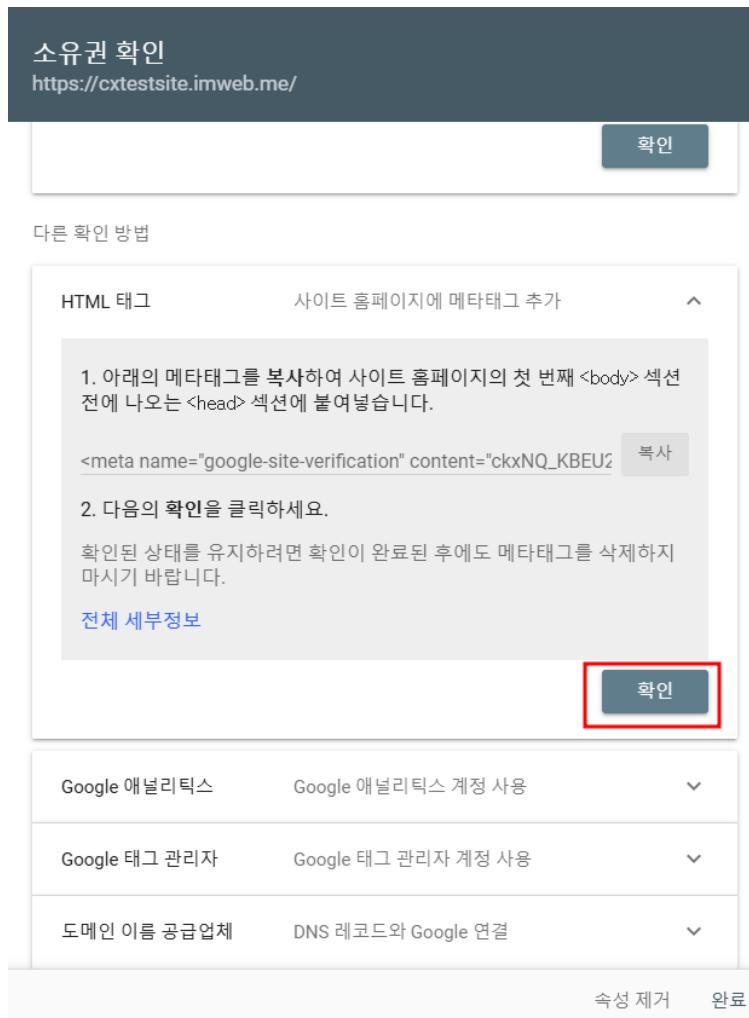 소유권 확인
https://cxtestsite.imweb.me/
확인
다른 확인 방법
HTML 태그 사이트 홈페이지에 메타태그 추가
1. 아래의 메타태그를 복사하여 사이트 홈페이지의 첫 번째 <body> 섹션
전에 나오는 <head> 섹션에 붙여넣습니다.
<meta name="google-site-verification" content="ckxNQ_KBEU2 복사
2. 다음의 확인을 클릭하세요.
확인된 상태를 유지하려면 확인이 완료된 후에도 메타태그를 삭제하지
마시기 바랍니다.
전체 세부정보
확인
Google 애널리틱스 Google 애널리틱스 계정 사용
Google 태그 관리자 Google 태그 관리자 계정 사용
도메인 이름 공급업체 DNS 레코드와 Google 연결
속성 제거 완료